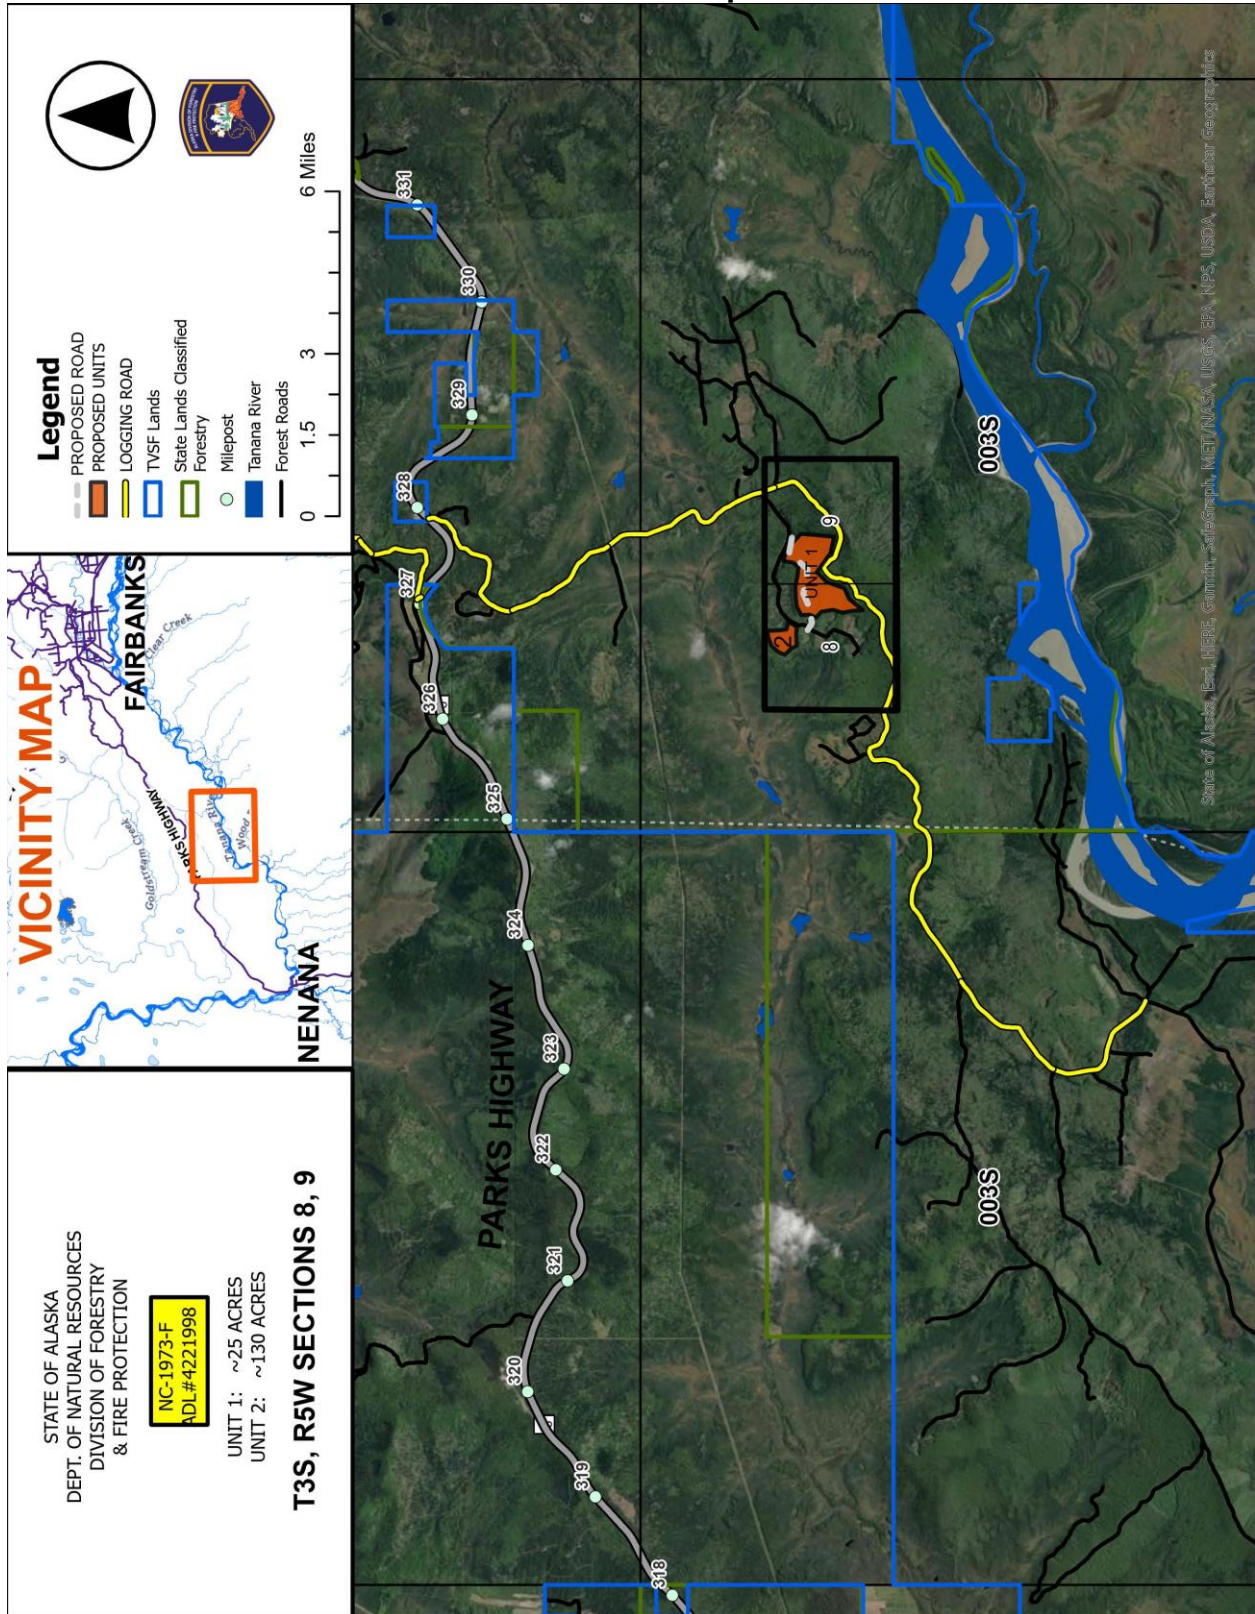 STATE OF ALASKA
DEPT. OF NATURAL RESOURCES
DIVISION OF FORESTRY
& FIRE PROTECTION
NC-1973-F
ADL#4221998
UNIT 1: ~25 ACRES
UNIT 2: ~130 ACRES
T3S, R5W SECTIONS 8, 9
VICINITY MAP
FAIRBANKS
NENANA
PARKS HIGHWAY
Goldstream Creek
Clear Creek
Tanana River
Wood
Legend
PROPOSED ROAD
PROPOSED UNITS
LOGGING ROAD
TVSF Lands
State Lands Classified
Forestry
Milepost
Tanana River
Forest Roads
0 1.5 3 6 Miles
318
319
320
321
322
323
324
325
326
327
328
329
330
331
PARKS HIGHWAY
2
UNIT 1
8
9
003S
003S
State of Alaska, Esri, HERE, Garmin, SafeGraph, METI/NASA, USGS, EPA, NPS, USDA, Earthstar Geographics